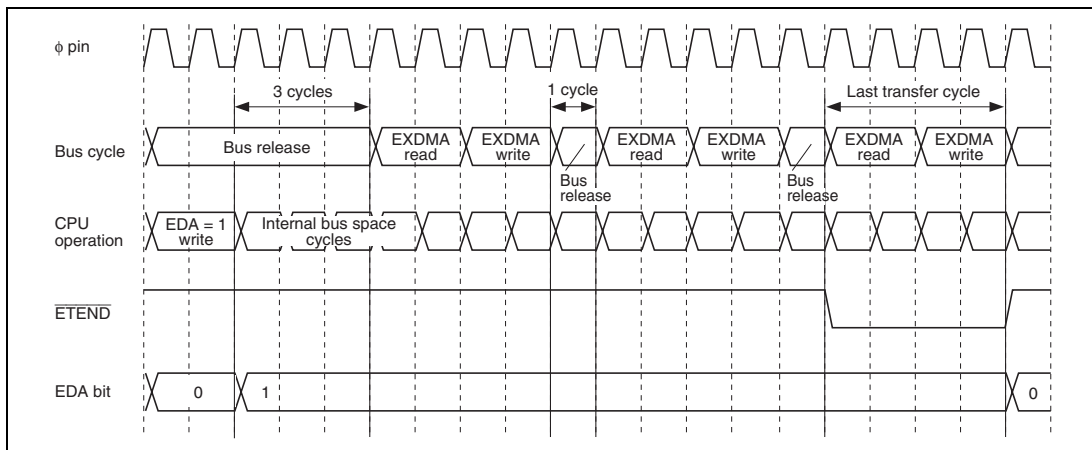 φ pin
3 cycles
1 cycle
Last transfer cycle
Bus cycle
Bus release
EXDMA
read
EXDMA
write
EXDMA
read
EXDMA
write
EXDMA
read
EXDMA
write
Bus
release
Bus
release
CPU
operation
EDA = 1
write
Internal bus space
cycles
ETEND
EDA bit
0
1
0